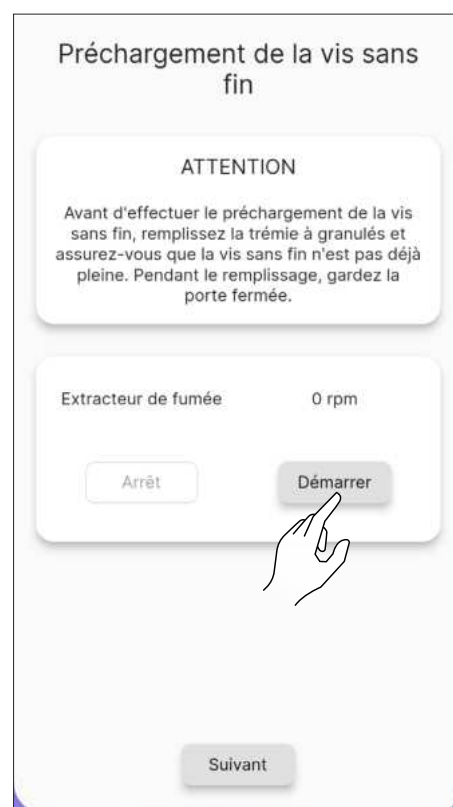 Préchargement de la vis sans
fin
ATTENTION
Avant d'effectuer le préchargement de la vis
sans fin, remplissez la trémie à granulés et
assurez-vous que la vis sans fin n'est pas déjà
pleine. Pendant le remplissage, gardez la
porte fermée.
Extracteur de fumée 0 rpm
Arrêt Démarrer
Suivant